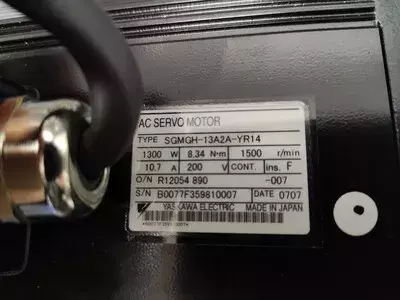 AC SERVO MOTOR
TYPE SGMGH-13A2A-YR14
1300 W 8.34 N·m 1500 r/min
10.7 A 200 V CONT. ins. F
O/N R12054 890 -007
S/N B0077F359810007 DATE 0707
YASKAWA ELECTRIC MADE IN JAPAN